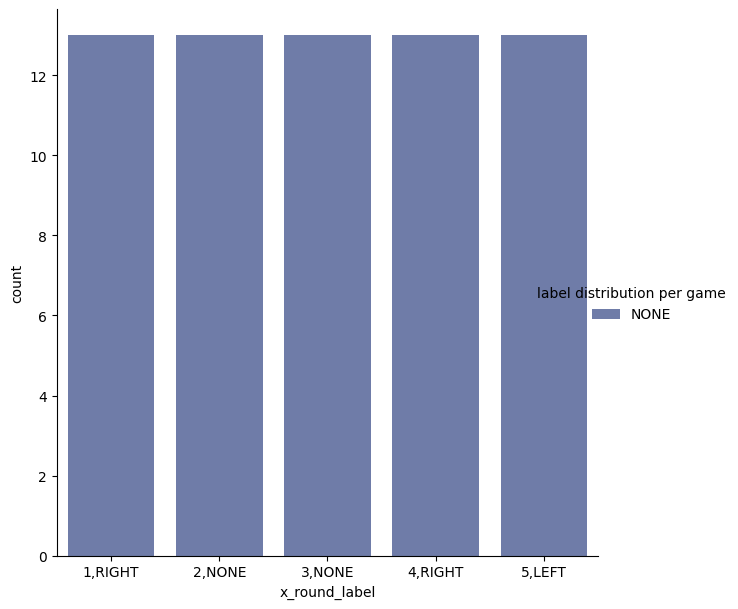 count
12
10
8
6
4
2
0
1,RIGHT
2,NONE
3,NONE
4,RIGHT
5,LEFT
x_round_label
label distribution per game
NONE